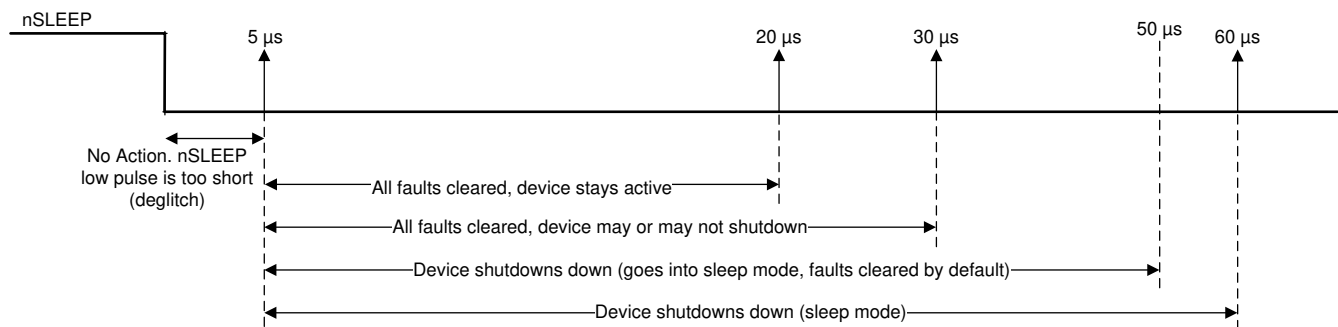 nSLEEP
5 µs
20 µs
30 µs
50 µs
60 µs
No Action. nSLEEP
low pulse is too short
(deglitch)
All faults cleared, device stays active
All faults cleared, device may or may not shutdown
Device shutdowns down (goes into sleep mode, faults cleared by default)
Device shutdowns down (sleep mode)